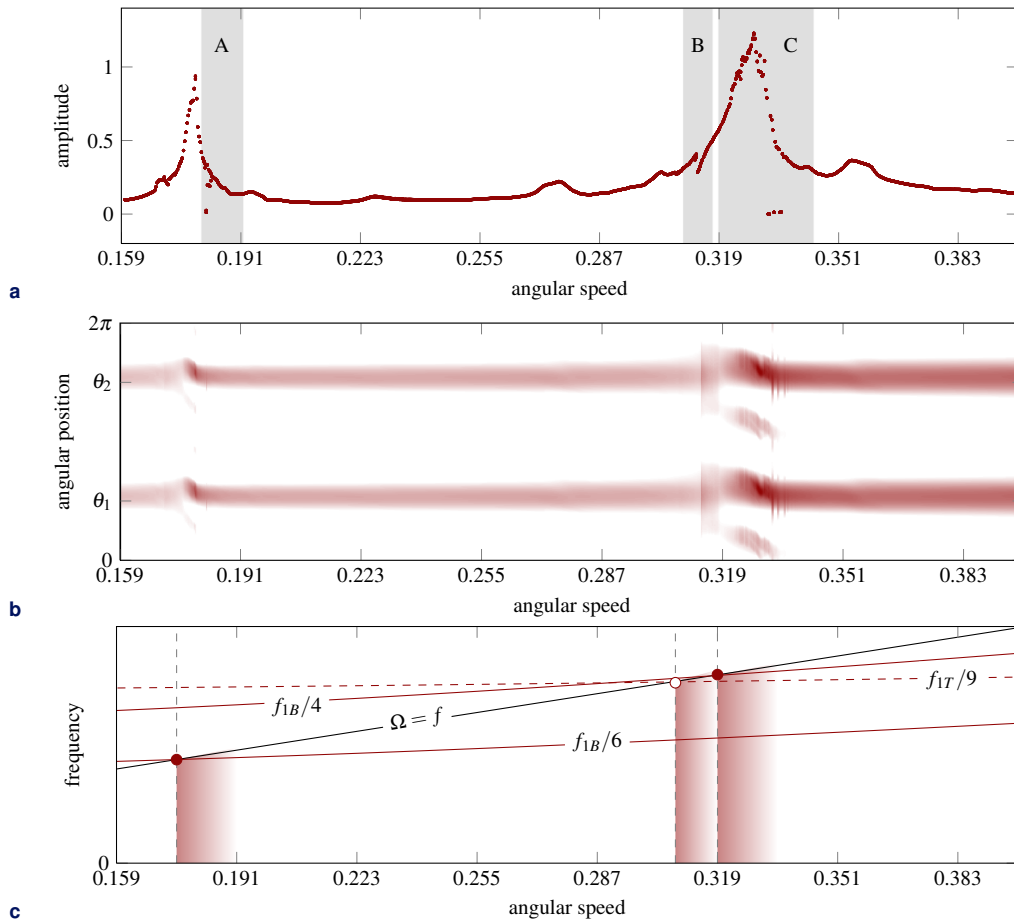 A B C
1
0.5
0
amplitude
0.159 0.191 0.223 0.255 0.287 0.319 0.351 0.383
angular speed
a
2π
θ2
θ1
0
angular position
0.159 0.191 0.223 0.255 0.287 0.319 0.351 0.383
angular speed
b
f1B/4
Ω = f
f1T/9
f1B/6
frequency
0
0.159 0.191 0.223 0.255 0.287 0.319 0.351 0.383
angular speed
c